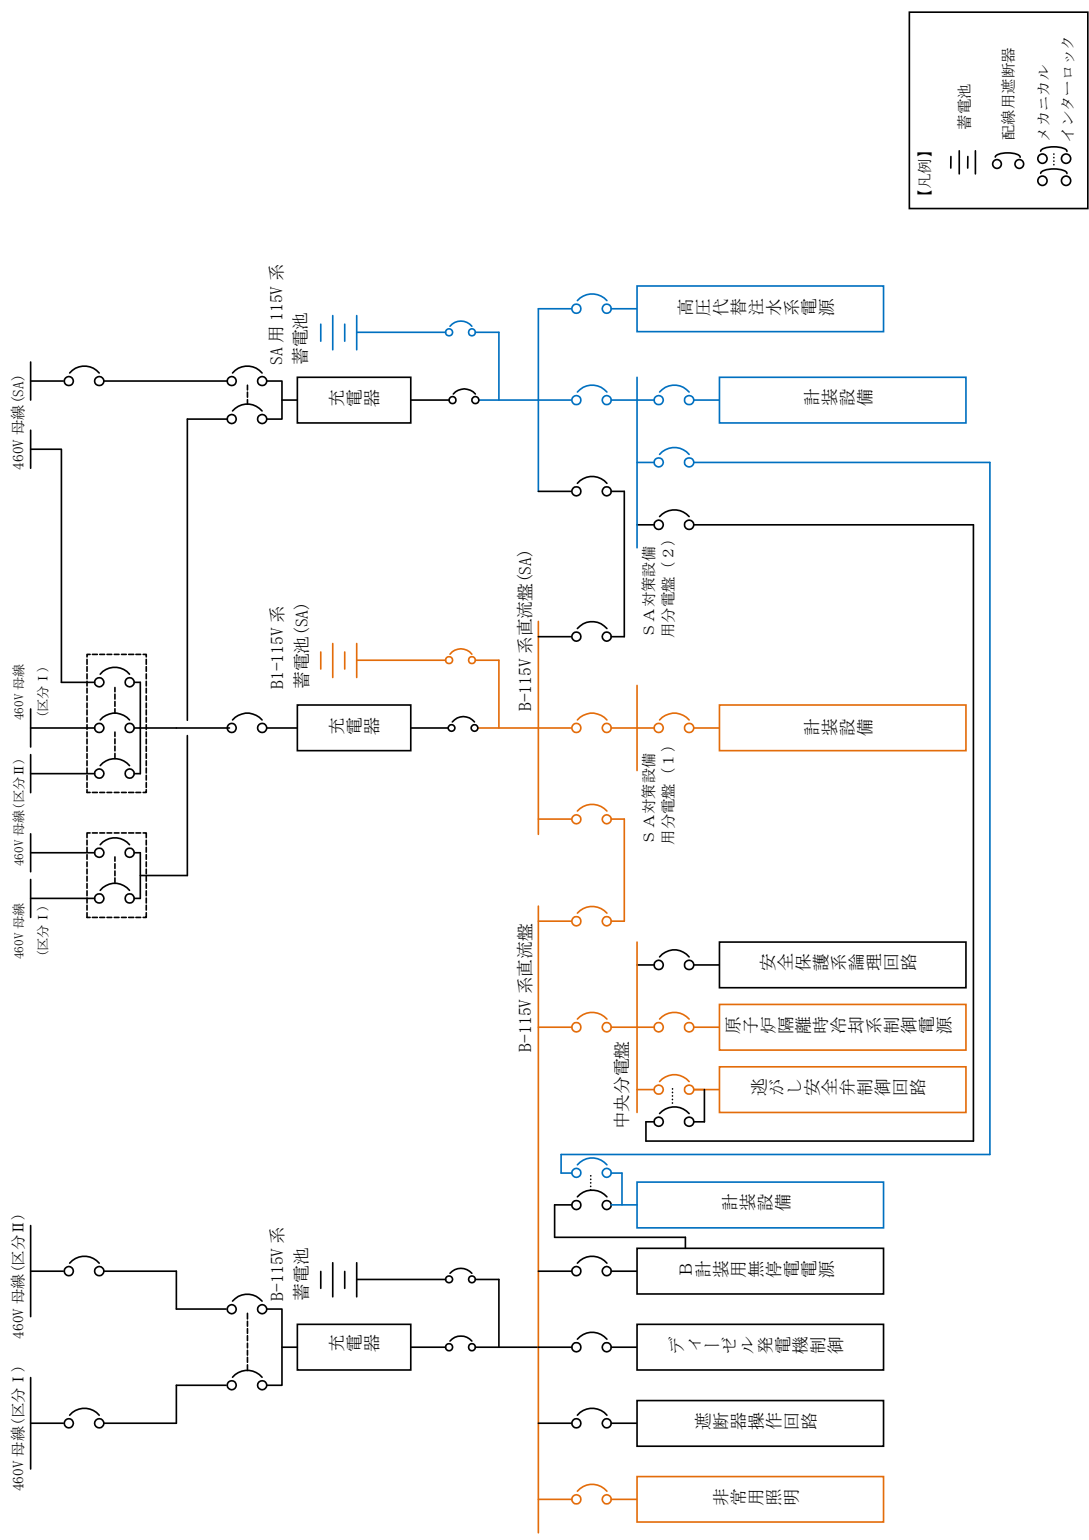 【凡例】
蓄電池
配線用遮断器
メカニカル
インターロック
460V 母線(区分Ⅰ)
460V 母線(区分Ⅱ)
460V 母線
(区分Ⅰ)
460V 母線(区分Ⅱ)
460V 母線
(区分Ⅰ)
460V 母線(SA)
B-115V 系
蓄電池
B1-115V 系
蓄電池(SA)
SA 用 115V 系
蓄電池
充電器
充電器
充電器
B-115V 系直流盤
B-115V 系直流盤(SA)
中央分電盤
SA対策設備
用分電盤(1)
SA対策設備
用分電盤(2)
非常用照明
遮断器操作回路
ディーゼル発電機制御
B計装用無停電電源
計装設備
逃がし安全弁制御回路
原子炉隔離時冷却系制御電源
安全保護系論理回路
計装設備
計装設備
高圧代替注水系電源